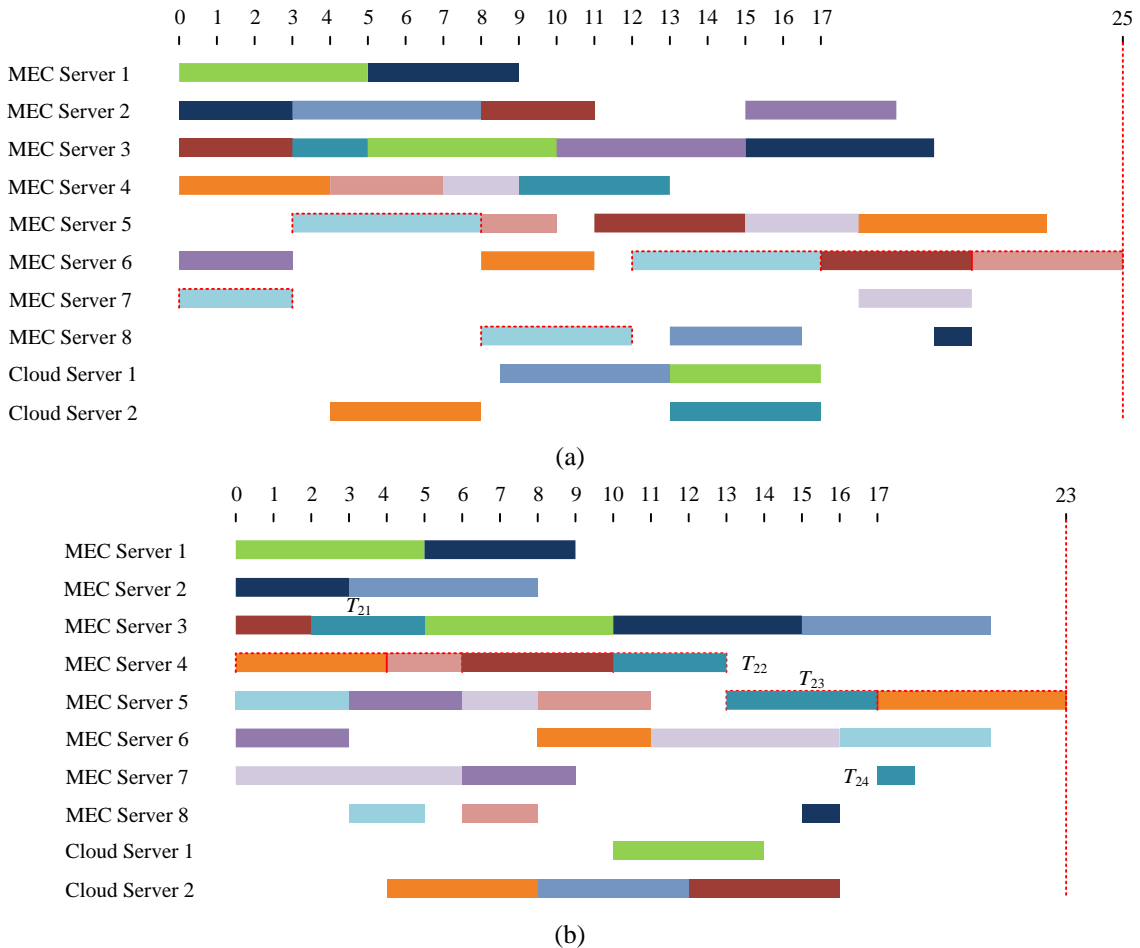 0 1 2 3 4 5 6 7 8 9 10 11 12 13 15 16 17 25
MEC Server 1
MEC Server 2
MEC Server 3
MEC Server 4
MEC Server 5
MEC Server 6
MEC Server 7
MEC Server 8
Cloud Server 1
Cloud Server 2
(a)
0 1 2 3 4 5 6 7 8 9 10 11 12 13 14 15 16 17 23
MEC Server 1
MEC Server 2
T21
MEC Server 3
MEC Server 4
T22
T23
MEC Server 5
MEC Server 6
MEC Server 7
T24
MEC Server 8
Cloud Server 1
Cloud Server 2
(b)